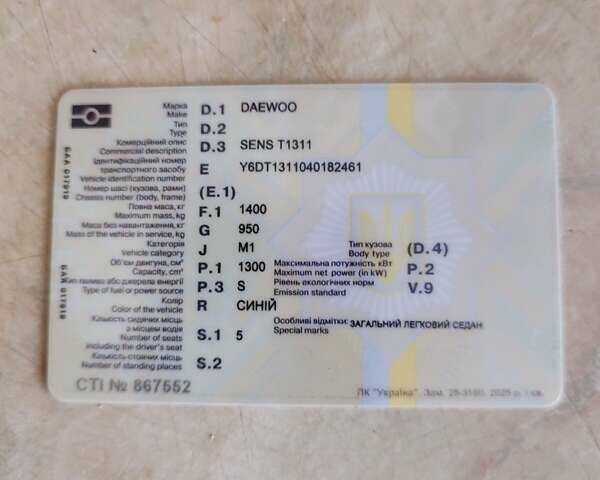 Марка
Make
D.1 DAEWOO
Тип
Type
D.2
Комерційний опис
Commercial description
D.3 SENS T1311
Ідентифікаційний номер
транспортного засобу
Vehicle identification number
E Y6DT1311040182461
Номер шасі (кузова, рами)
Chassis number (body, frame)
(E.1)
Повна маса, кг
Maximum mass, kg
F.1 1400
Маса без навантаження, кг
Mass of the vehicle in service, kg
G 950
Категорія
Vehicle category
J M1
Тип кузова
Body type
(D.4)
Об'єм двигуна, см³
Capacity, cm³
P.1 1300
Максимальна потужність кВт
Maximum net power (in kW)
P.2
Тип палива або джерела енергії
Type of fuel or power source
P.3 S
Рівень екологічних норм
Emission standard
V.9
Колір
Color of the vehicle
R СИНІЙ
Особливі відмітки: ЗАГАЛЬНИЙ ЛЕГКОВИЙ СЕДАН
Special marks
Кількість сидячих місць
з місцем водія
Number of seats
including the driver's seat
S.1 5
Кількість стоячих місць
Number of standing places
S.2
СТІ № 867552
ПК "Україна"